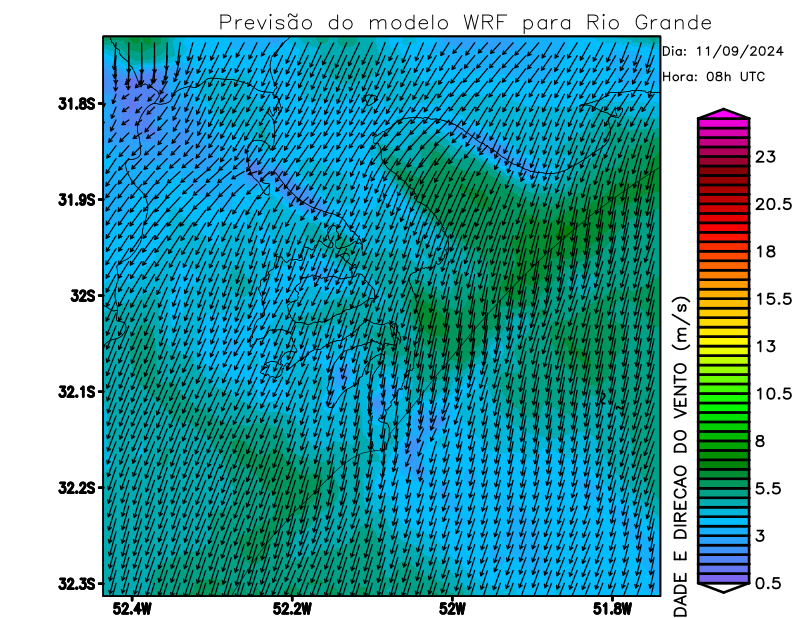 Previsão do modelo WRF para Rio Grande
Dia: 11/09/2024
Hora: 08h UTC
31.8S
31.9S
32S
32.1S
32.2S
32.3S
52.4W
52.2W
52W
51.8W
DADE E DIRECAO DO VENTO (m/s)
23
20.5
18
15.5
13
10.5
8
5.5
3
0.5